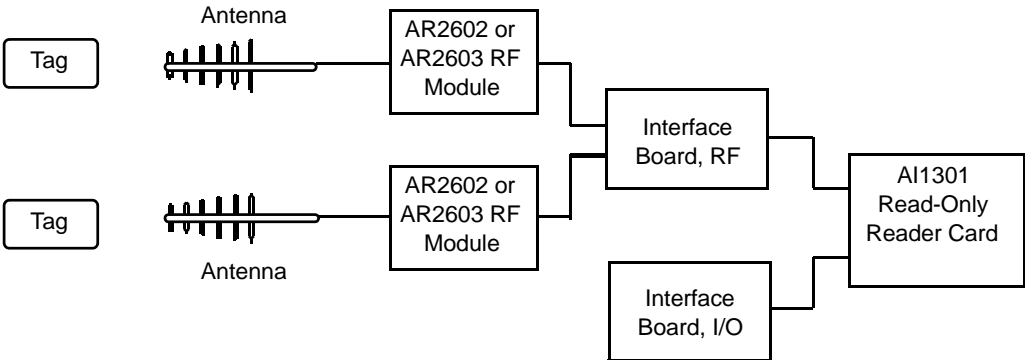 Antenna
Tag
AR2602 or
AR2603 RF
Module
Interface
Board, RF
AI1301
Read-Only
Reader Card
AR2602 or
AR2603 RF
Module
Tag
Antenna
Interface
Board, I/O